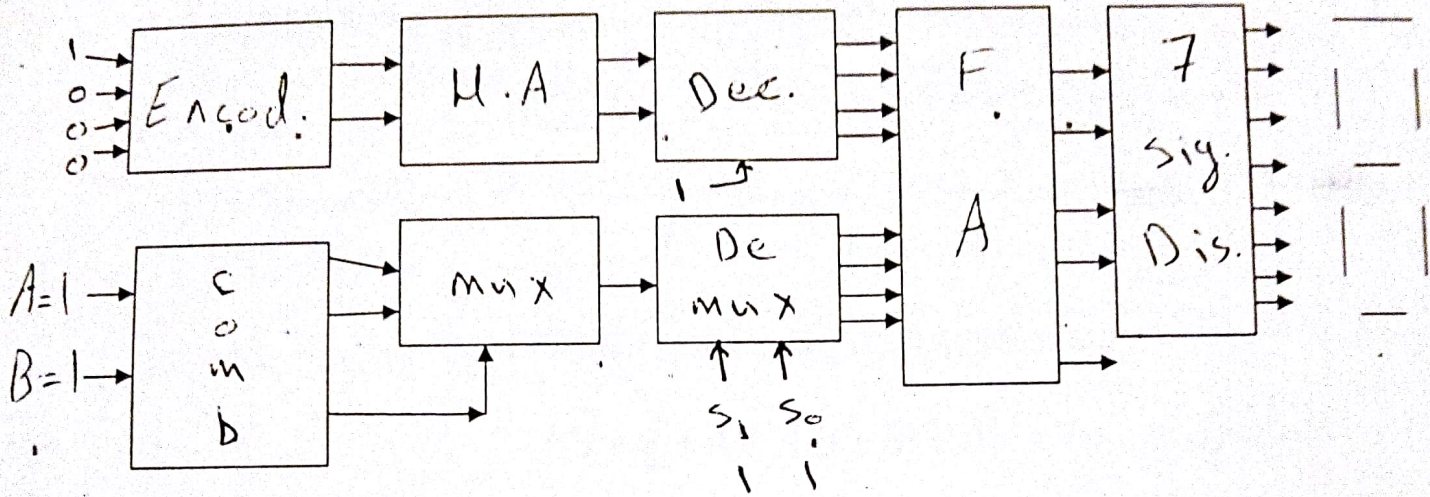 1
0
0
0
Encod.
H.A
Dec.
1
F.
A
7
sig.
Dis.
A=1
B=1
Comb
mux
De
mux
S1 S0
1 1